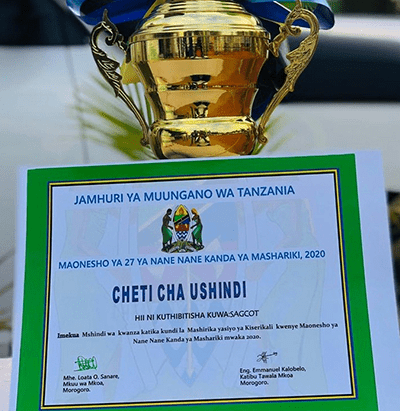 JAMHURI YA MUUNGANO WA TANZANIA
MAONESHO YA 27 YA NANE NANE KANDA YA MASHARIKI, 2020
CHETI CHA USHINDI
HII NI KUTHIBITISHA KUWA:SAGCOT
Imekua Mshindi wa kwanza katika kundi la Mashirika yasiyo ya Kiserikali kwenye Maonesho ya
Nane Nane Kanda ya Mashariki mwaka 2020.
Mhe. Loata O. Sanare,
Mkuu wa Mkoa,
Morogoro.
Eng. Emmanuel Kalobelo,
Katibu Tawala Mkoa
Morogoro.